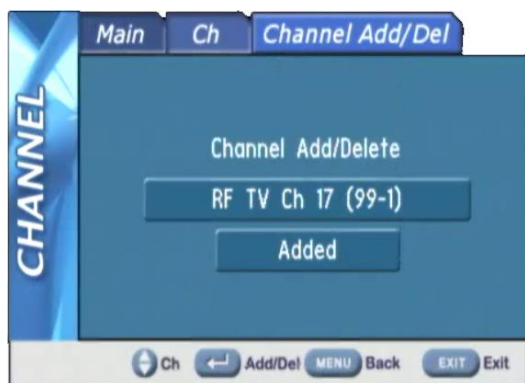 Main Ch Channel Add/Del
CHANNEL
Channel Add/Delete
RF TV Ch 17 (99-1)
Added
Ch Add/Del MENU Back EXIT Exit